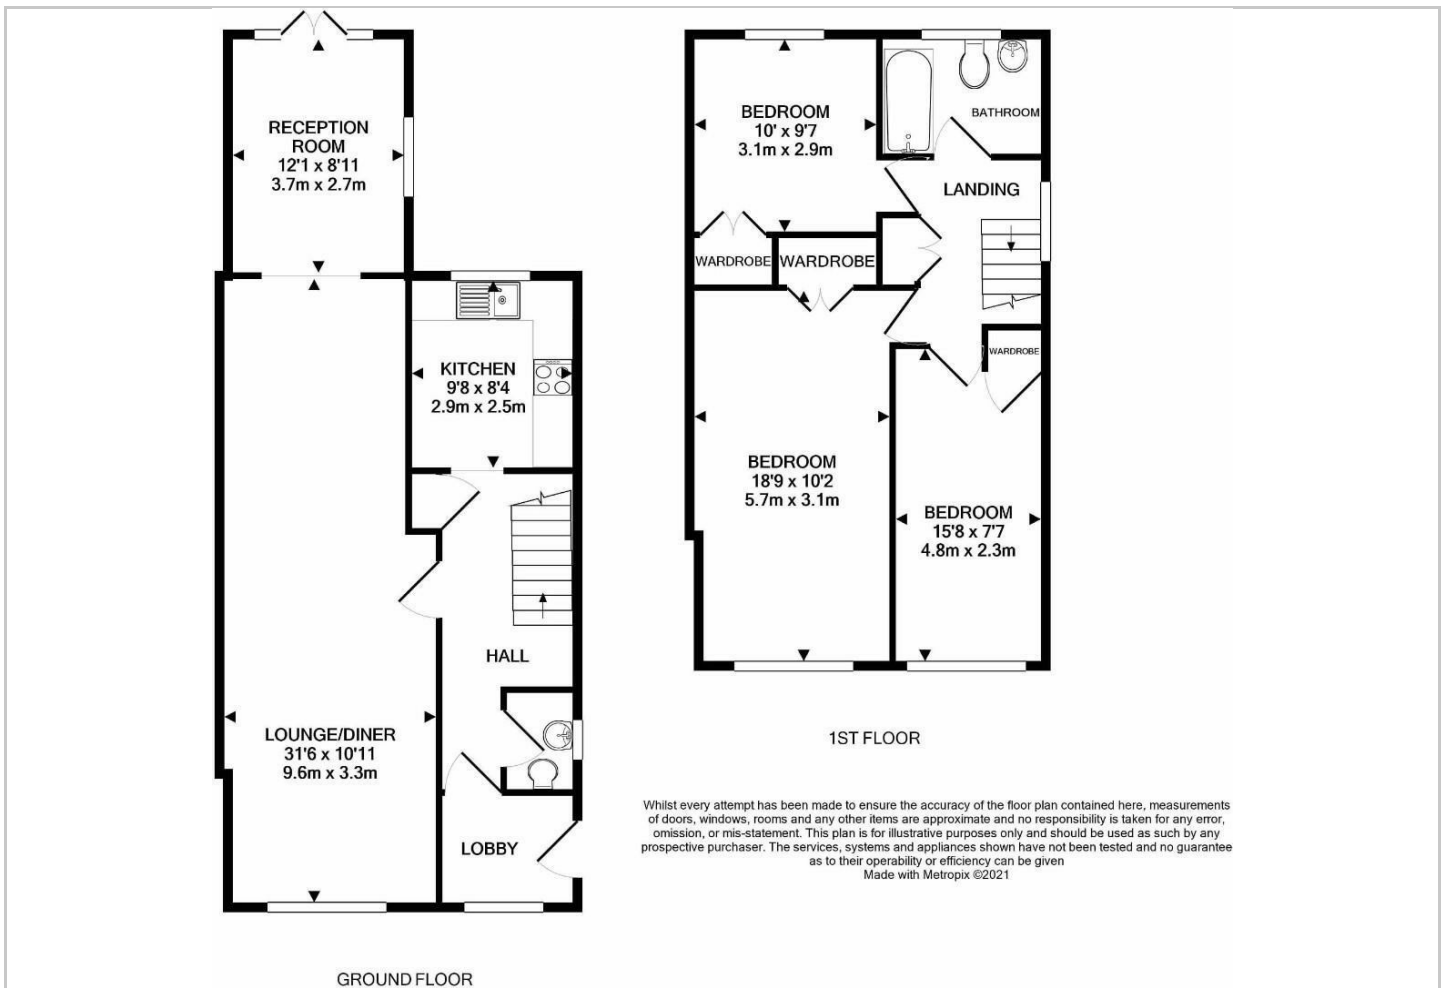 RECEPTION
ROOM
12'1 x 8'11
3.7m x 2.7m
KITCHEN
9'8 x 8'4
2.9m x 2.5m
HALL
LOUNGE/DINER
31'6 x 10'11
9.6m x 3.3m
LOBBY
GROUND FLOOR
BEDROOM
10' x 9'7
3.1m x 2.9m
BATHROOM
LANDING
WARDROBE
WARDROBE
WARDROBE
BEDROOM
18'9 x 10'2
5.7m x 3.1m
BEDROOM
15'8 x 7'7
4.8m x 2.3m
1ST FLOOR
Whilst every attempt has been made to ensure the accuracy of the floor plan contained here, measurements
of doors, windows, rooms and any other items are approximate and no responsibility is taken for any error,
omission, or mis-statement. This plan is for illustrative purposes only and should be used as such by any
prospective purchaser. The services, systems and appliances shown have not been tested and no guarantee
as to their operability or efficiency can be given
Made with Metropix ©2021